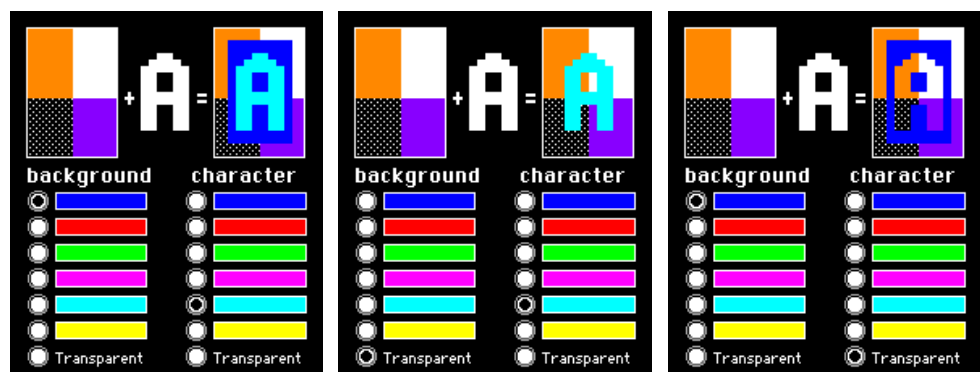 + A = A
background character
Transparent Transparent
+ A = A
background character
Transparent Transparent
+ A = A
background character
Transparent Transparent